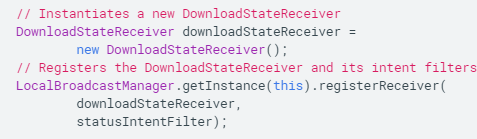 // Instantiates a new DownloadStateReceiver
DownloadStateReceiver downloadStateReceiver =
        new DownloadStateReceiver();
// Registers the DownloadStateReceiver and its intent filters
LocalBroadcastManager.getInstance(this).registerReceiver(
        downloadStateReceiver,
        statusIntentFilter);